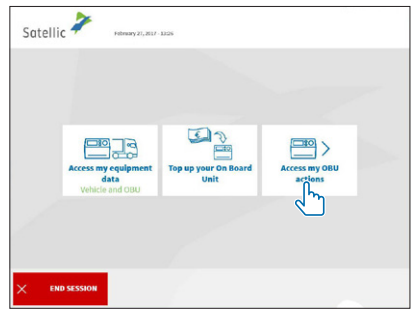 Satellic
February 27, 2017 - 13:26
Access my equipment
data
Vehicle and OBU
Top up your On Board
Unit
Access my OBU
actions
END SESSION